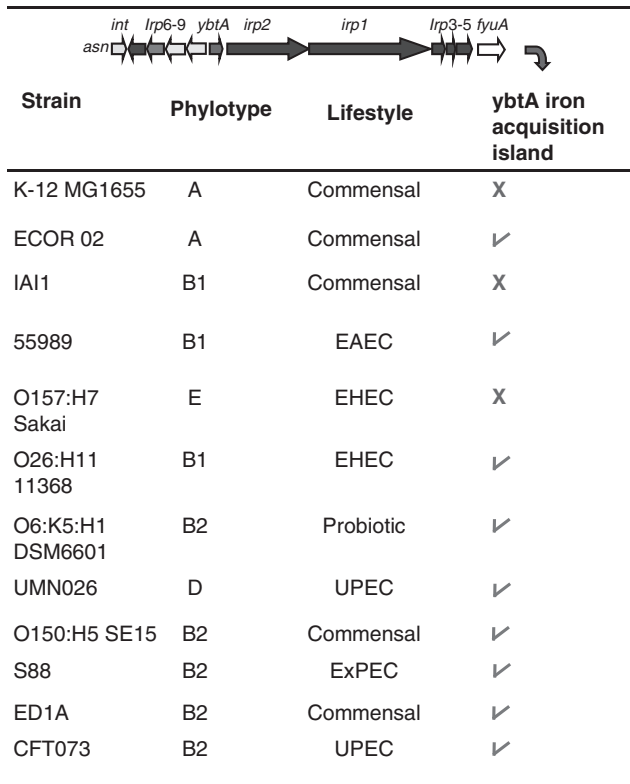 int Irp6-9 ybtA irp2 irp1 Irp3-5 fyuA
asn
Strain Phylotype Lifestyle ybtA iron acquisition island
K-12 MG1655 A Commensal X
ECOR 02 A Commensal ✓
IAI1 B1 Commensal X
55989 B1 EAEC ✓
O157:H7 E EHEC X
Sakai
O26:H11 B1 EHEC ✓
11368
O6:K5:H1 B2 Probiotic ✓
DSM6601
UMN026 D UPEC ✓
O150:H5 SE15 B2 Commensal ✓
S88 B2 ExPEC ✓
ED1A B2 Commensal ✓
CFT073 B2 UPEC ✓